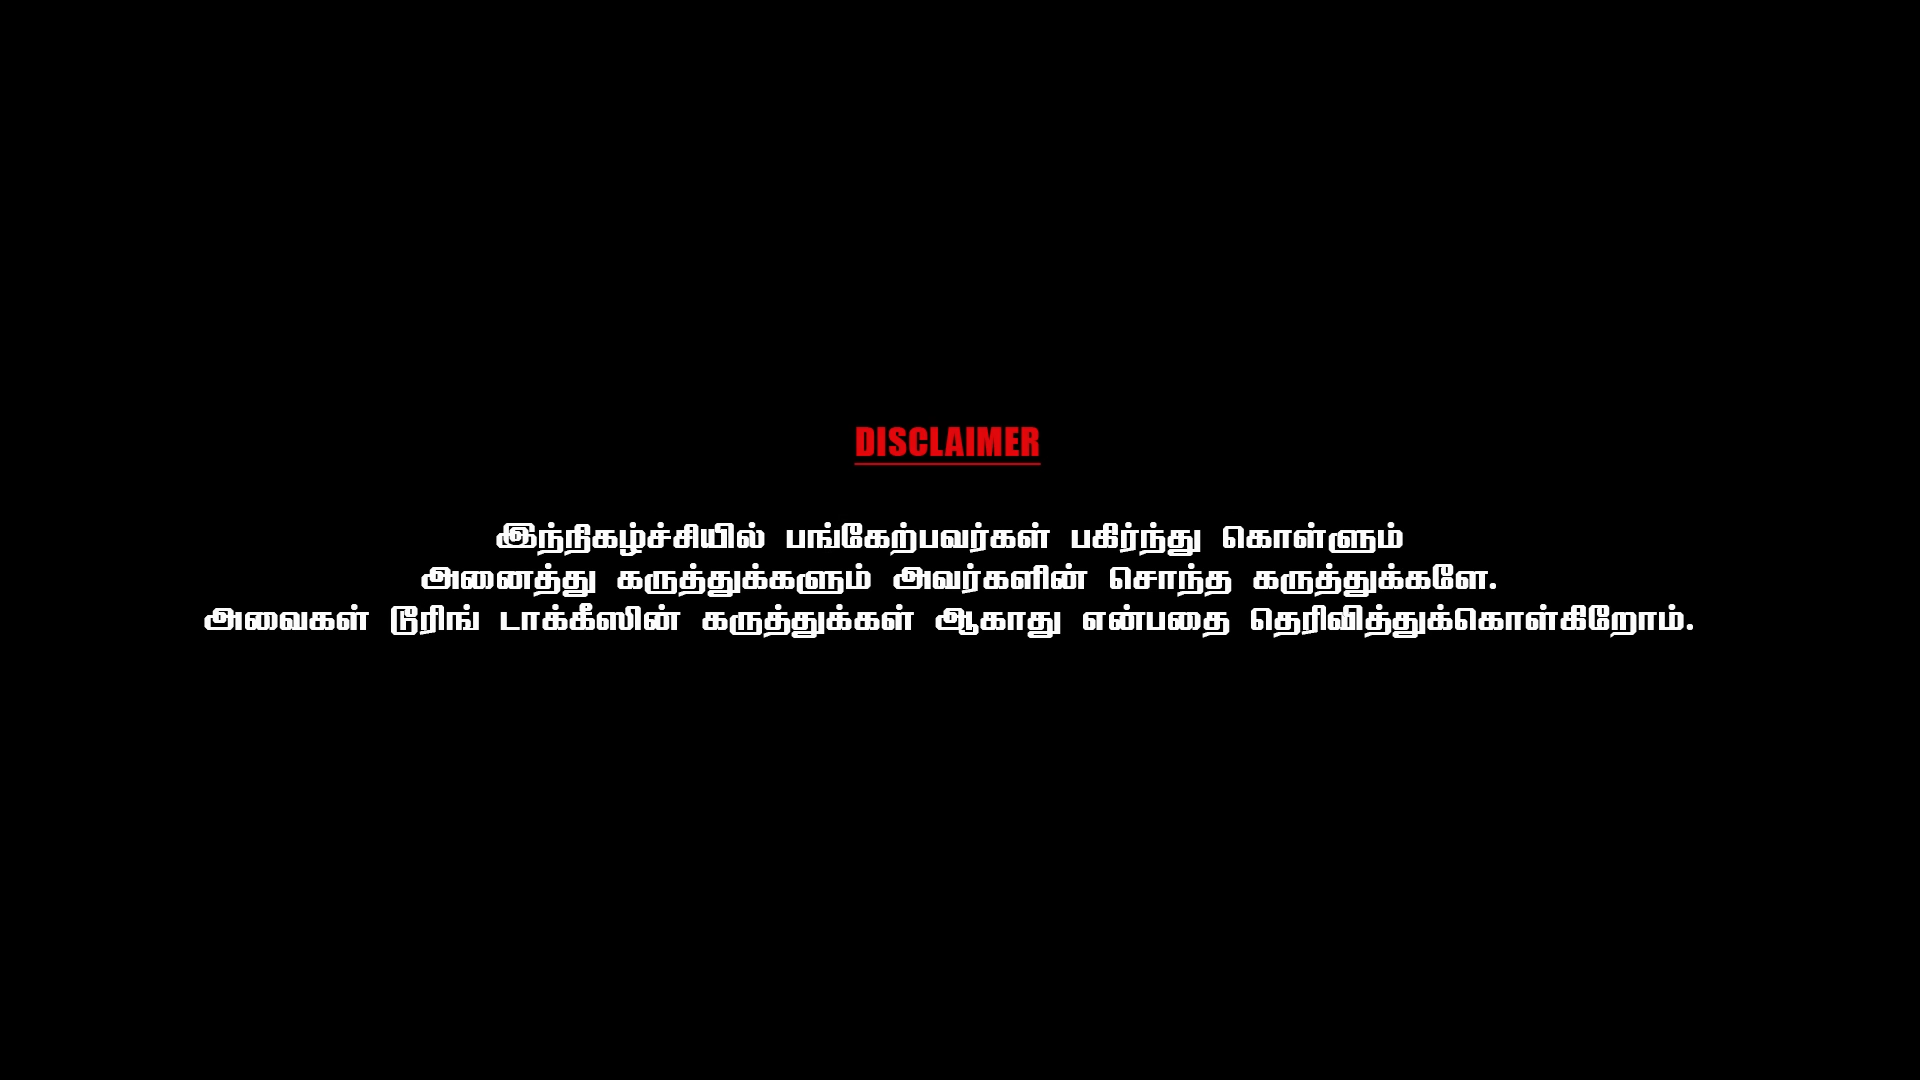 DISCLAIMER
இந்நிகழ்ச்சியில் பங்கேற்பவர்கள் பகிர்ந்து கொள்ளும்
அனைத்து கருத்துக்களும் அவர்களின் சொந்த கருத்துக்களே.
அவைகள் டூரிங் டாக்கீஸின் கருத்துக்கள் ஆகாது என்பதை தெரிவித்துக்கொள்கிறோம்.